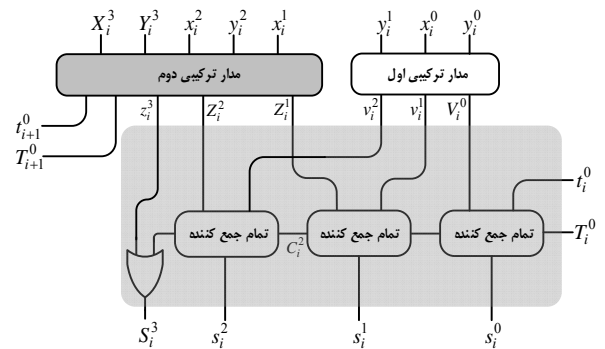 X_i^3 Y_i^3 x_i^2 y_i^2 x_i^1 y_i^1 x_i^0 y_i^0
مدار ترکیبی دوم
مدار ترکیبی اول
z_i^3 Z_i^2 Z_i^1 v_i^2 v_i^1 V_i^0
t_{i+1}^0
T_{i+1}^0
t_i^0
تمام جمع کننده
تمام جمع کننده
تمام جمع کننده
T_i^0
C_i^2
S_i^3 s_i^2 s_i^1 s_i^0